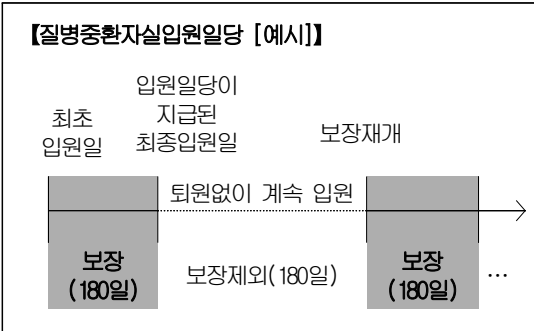 【질병중환자실입원일당 [예시]】
최초
입원일
입원일당이
지급된
최종입원일
보장재개
퇴원없이 계속 입원
보장
(180일)
보장제외(180일)
보장
(180일)
…